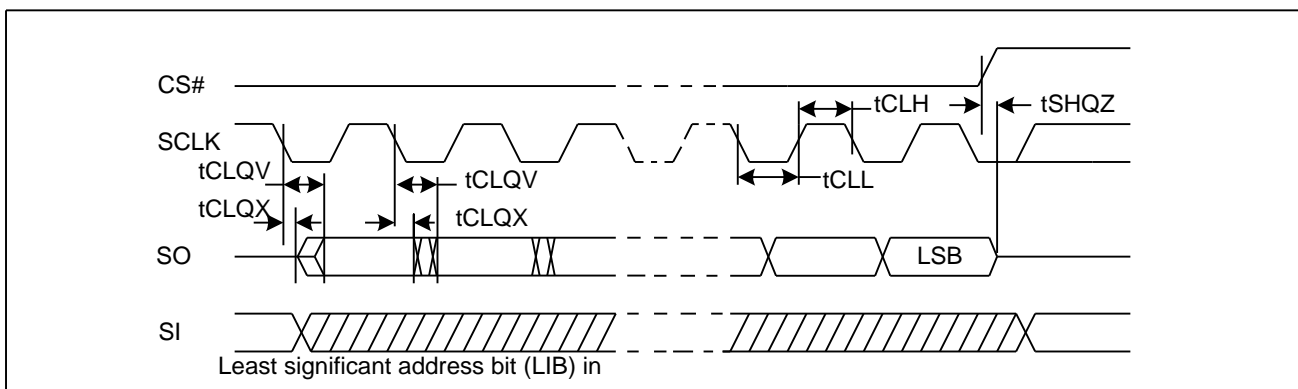 CS#
tCLH
tSHQZ
SCLK
tCLQV
tCLQV
tCLL
tCLQX
tCLQX
SO
LSB
SI
Least significant address bit (LIB) in